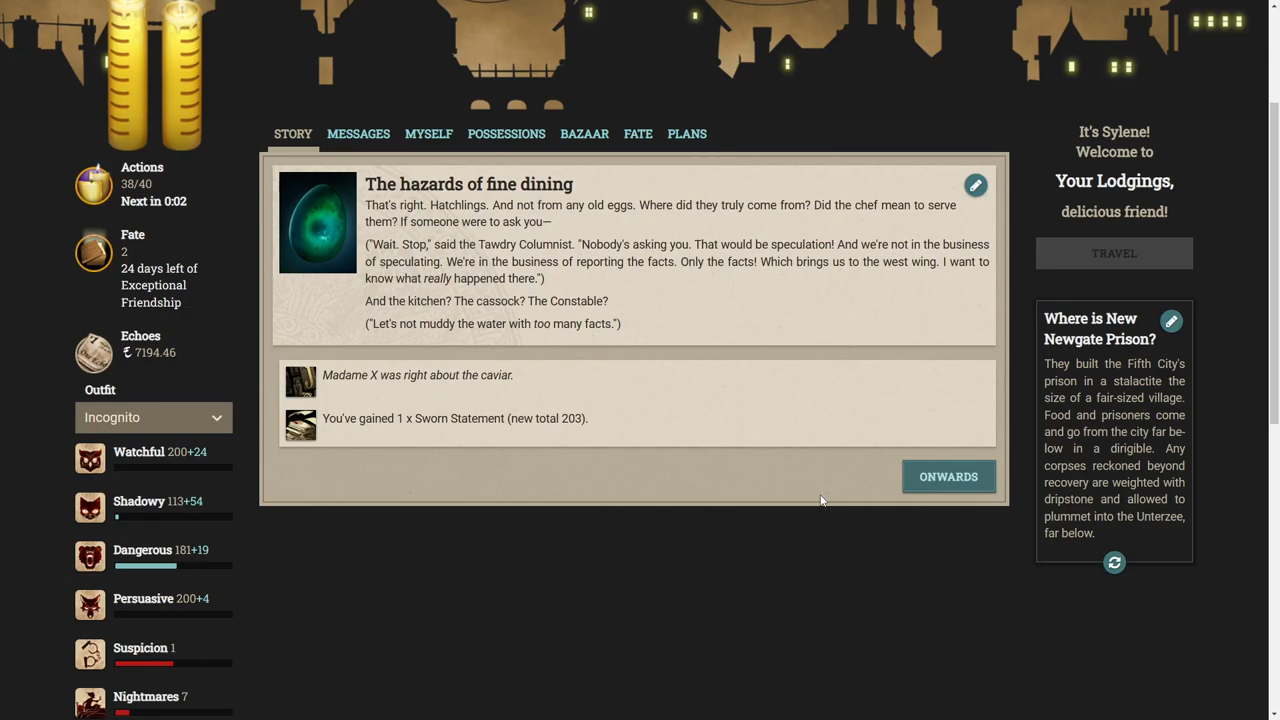 STORY MESSAGES MYSELF POSSESSIONS BAZAAR FATE PLANS
Actions
38/40
Next in 0:02
Fate
2
24 days left of
Exceptional
Friendship
Echoes
7194.46
Outfit
Incognito
Watchful 200+24
Shadowy 113+54
Dangerous 181+19
Persuasive 200+4
Suspicion 1
Nightmares 7
The hazards of fine dining
That's right. Hatchlings. And not from any old eggs. Where did they truly come from? Did the chef mean to serve
them? If someone were to ask you—
("Wait. Stop," said the Tawdry Columnist. "Nobody's asking you. That would be speculation! And we're not in the business
of speculating. We're in the business of reporting the facts. Only the facts! Which brings us to the west wing. I want to
know what really happened there.")
And the kitchen? The cassock? The Constable?
("Let's not muddy the water with too many facts.")
Madame X was right about the caviar.
You've gained 1 x Sworn Statement (new total 203).
ONWARDS
It's Sylene!
Welcome to
Your Lodgings,
delicious friend!
TRAVEL
Where is New
Newgate Prison?
They built the Fifth City's
prison in a stalactite the
size of a fair-sized village.
Food and prisoners come
and go from the city far be-
low in a dirigible. Any
corpses reckoned beyond
recovery are weighted with
dripstone and allowed to
plummet into the Unterzee,
far below.